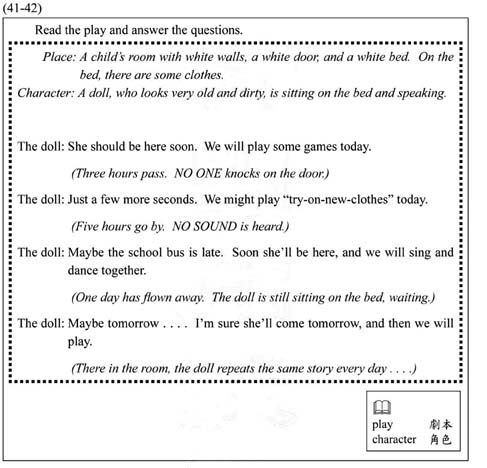 (41-42)
Read the play and answer the questions.
Place: A child's room with white walls, a white door, and a white bed. On the
bed, there are some clothes.
Character: A doll, who looks very old and dirty, is sitting on the bed and speaking.
The doll: She should be here soon. We will play some games today.
(Three hours pass. NO ONE knocks on the door.)
The doll: Just a few more seconds. We might play “try-on-new-clothes” today.
(Five hours go by. NO SOUND is heard.)
The doll: Maybe the school bus is late. Soon she'll be here, and we will sing and
dance together.
(One day has flown away. The doll is still sitting on the bed, waiting.)
The doll: Maybe tomorrow . . . . I'm sure she'll come tomorrow, and then we will
play.
(There in the room, the doll repeats the same story every day . . . .)
play 劇本
character 角色